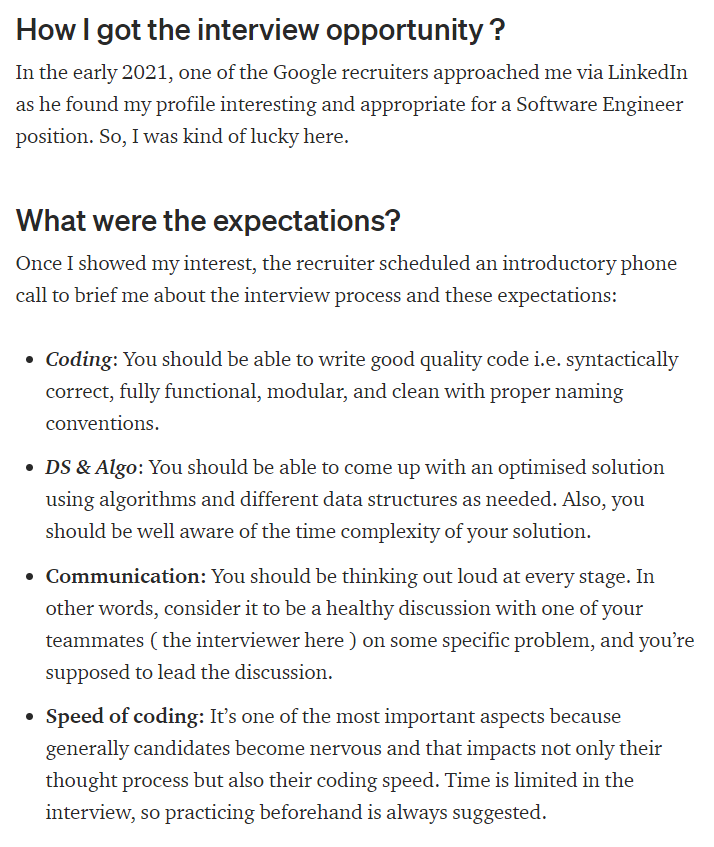 How I got the interview opportunity ?
In the early 2021, one of the Google recruiters approached me via LinkedIn
as he found my profile interesting and appropriate for a Software Engineer
position. So, I was kind of lucky here.
What were the expectations?
Once I showed my interest, the recruiter scheduled an introductory phone
call to brief me about the interview process and these expectations:
• Coding: You should be able to write good quality code i.e. syntactically
correct, fully functional, modular, and clean with proper naming
conventions.
• DS & Algo: You should be able to come up with an optimised solution
using algorithms and different data structures as needed. Also, you
should be well aware of the time complexity of your solution.
• Communication: You should be thinking out loud at every stage. In
other words, consider it to be a healthy discussion with one of your
teammates ( the interviewer here ) on some specific problem, and you’re
supposed to lead the discussion.
• Speed of coding: It’s one of the most important aspects because
generally candidates become nervous and that impacts not only their
thought process but also their coding speed. Time is limited in the
interview, so practicing beforehand is always suggested.